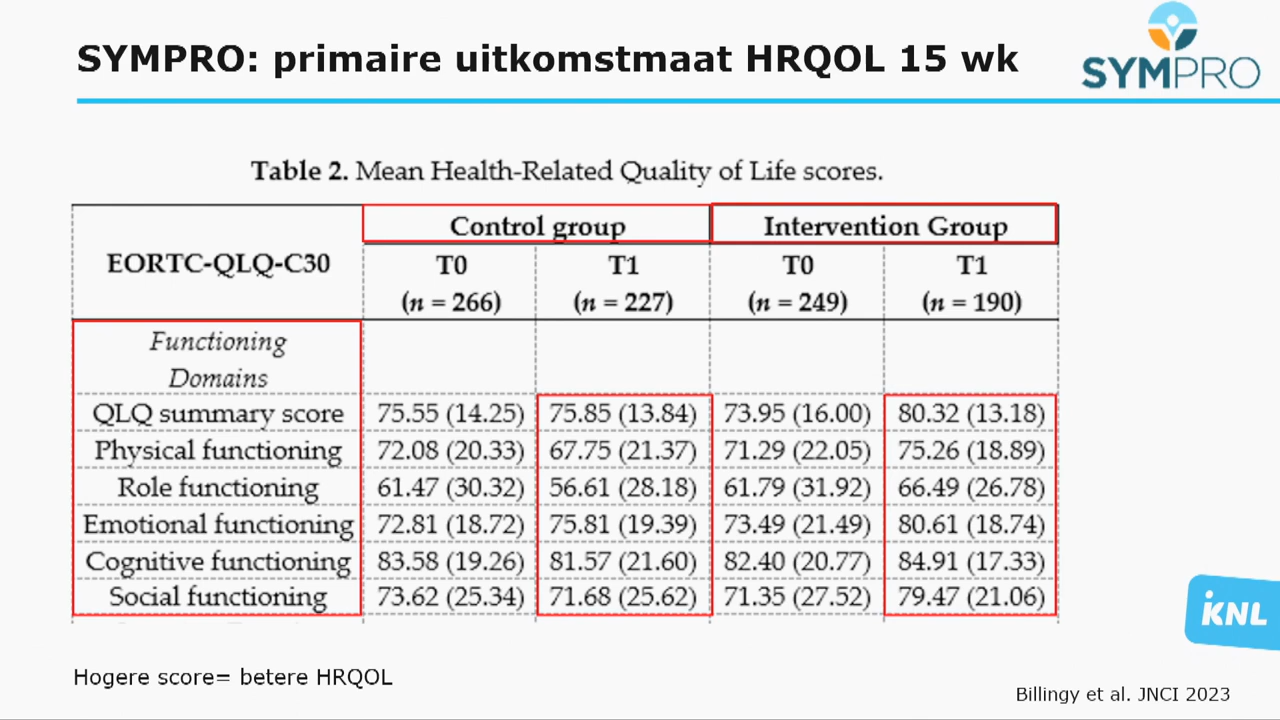 SYMPRO: primaire uitkomstmaat HRQOL 15 wk
SYMPRO
Table 2. Mean Health-Related Quality of Life scores.
EORTC-QLQ-C30 Control group Intervention Group
T0 T1 T0 T1
(n = 266) (n = 227) (n = 249) (n = 190)
Functioning
Domains
QLQ summary score 75.55 (14.25) 75.85 (13.84) 73.95 (16.00) 80.32 (13.18)
Physical functioning 72.08 (20.33) 67.75 (21.37) 71.29 (22.05) 75.26 (18.89)
Role functioning 61.47 (30.32) 56.61 (28.18) 61.79 (31.92) 66.49 (26.78)
Emotional functioning 72.81 (18.72) 75.81 (19.39) 73.49 (21.49) 80.61 (18.74)
Cognitive functioning 83.58 (19.26) 81.57 (21.60) 82.40 (20.77) 84.91 (17.33)
Social functioning 73.62 (25.34) 71.68 (25.62) 71.35 (27.52) 79.47 (21.06)
iKNL
Hogere score= betere HRQOL
Billingy et al. JNCI 2023